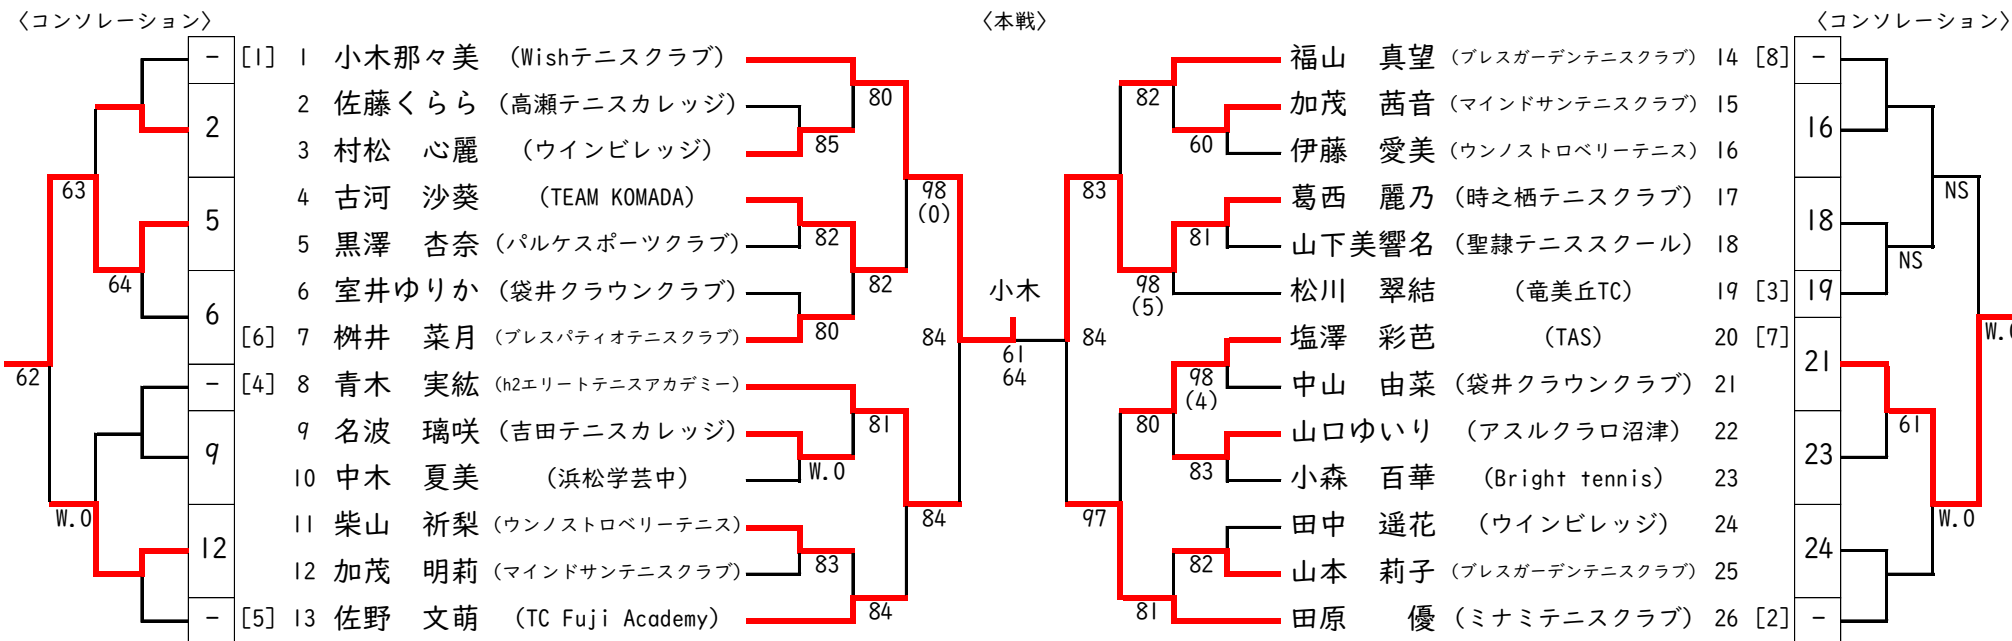 〈コンソレーション〉 〈本戦〉 〈コンソレーション〉
- [1] 1 小木那々美 (Wishテニスクラブ) 福山 真望 (ブレスガーデンテニスクラブ) 14 [8] -
80 82
2 2 佐藤くらら (高瀬テニスカレッジ) 加茂 茜音 (マインドサンテニスクラブ) 15 16
85 60
3 村松 心麗 (ウインビレッジ) 伊藤 愛美 (ウンノストロベリーテニス) 16
63 98 (0) 83 NS
4 古河 沙葵 (TEAM KOMADA) 葛西 麗乃 (時之栖テニスクラブ) 17
5 18
82 81
5 黒澤 杏奈 (パルケスポーツクラブ) 山下美響名 (聖隷テニススクール) 18
64 82 98 (5) NS
6 6 室井ゆりか (袋井クラウンクラブ) 小木 松川 翠結 (竜美丘TC) 19 [3] 19
80
[6] 7 桝井 菜月 (ブレスパティオテニスクラブ) 塩澤 彩芭 (TAS) 20 [7]
84 61 64 84 W.0
62 98 (4) 21
- [4] 8 青木 実紘 (h2エリートテニスアカデミー) 中山 由菜 (袋井クラウンクラブ) 21
81 80 61
9 9 名波 璃咲 (吉田テニスカレッジ) 山口ゆいり (アスルクラロ沼津) 22
W.0 83 23
10 中木 夏美 (浜松学芸中) 小森 百華 (Bright tennis) 23
W.0 84 97 W.0
11 柴山 祈梨 (ウンノストロベリーテニス) 田中 遥花 (ウインビレッジ) 24
12 83 82 24
12 加茂 明莉 (マインドサンテニスクラブ) 山本 莉子 (ブレスガーデンテニスクラブ) 25
84 81
- [5] 13 佐野 文萌 (TC Fuji Academy) 田原 優 (ミナミテニスクラブ) 26 [2] -